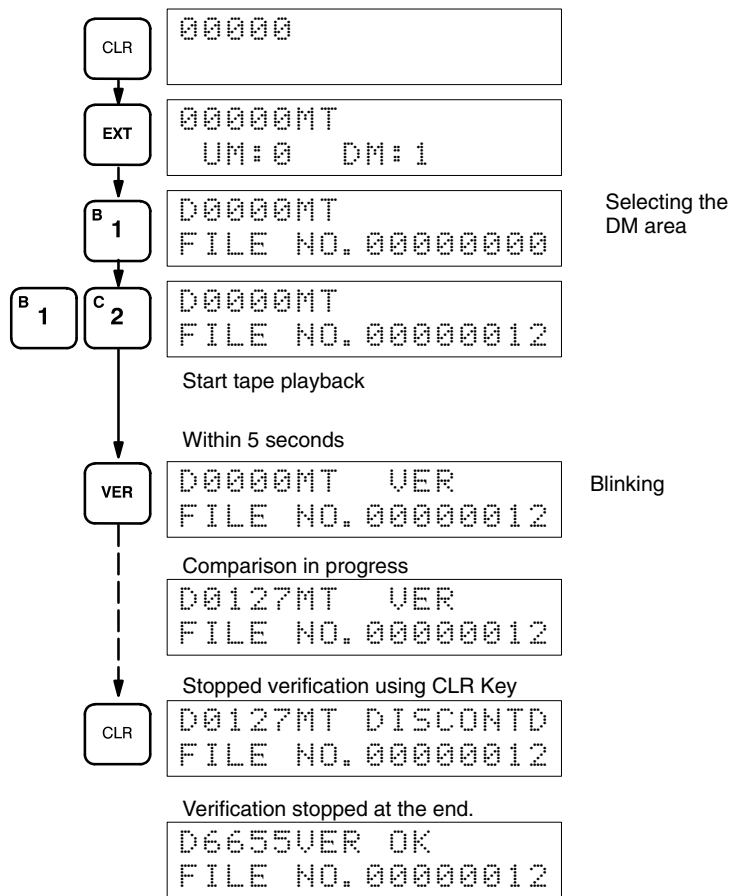 CLR
00000
EXT
00000MT
UM:0 DM:1
B 1
D0000MT
FILE NO.00000000
Selecting the
DM area
B 1 C 2
D0000MT
FILE NO.00000012
Start tape playback
Within 5 seconds
VER
D0000MT VER
FILE NO.00000012
Blinking
Comparison in progress
D0127MT VER
FILE NO.00000012
Stopped verification using CLR Key
CLR
D0127MT DISCONTD
FILE NO.00000012
Verification stopped at the end.
D6655VER OK
FILE NO.00000012